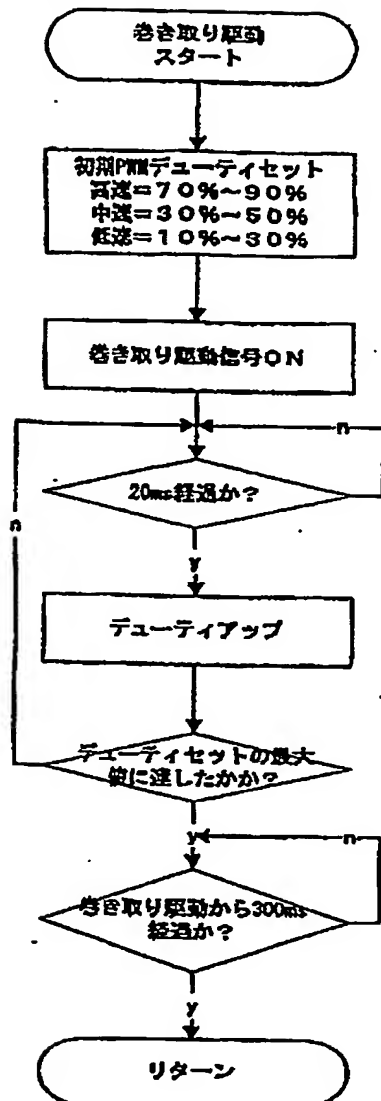 巻き取り駆動
スタート
初期PWMデューティセット
高速=70%~90%
中速=30%~50%
低速=10%~30%
巻き取り駆動信号ON
n
20ms経過か?
n
y
デューティアップ
デューティセットの最大
値に達したかか?
y
n
巻き取り駆動から300ms
経過か?
y
リターン